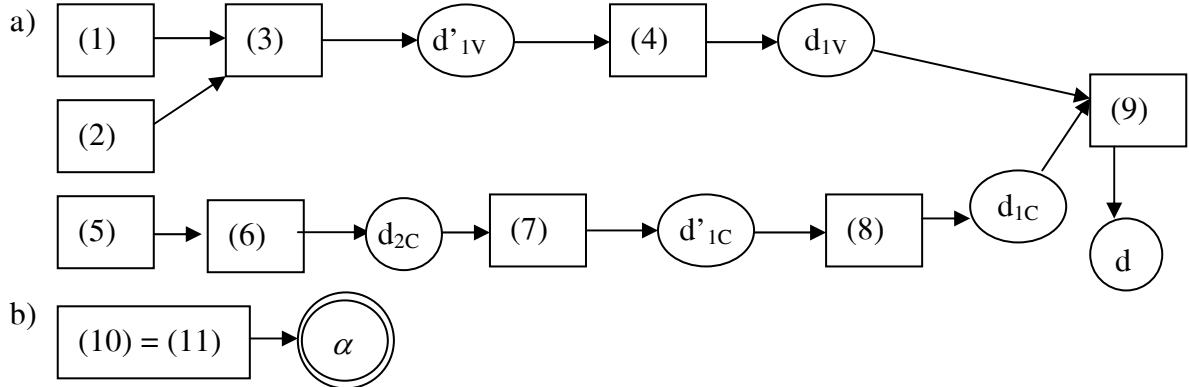 a) (1) (3) d’1V (4) d1V
(2) (9)
(5) (6) d2C (7) d’1C (8) d1C
d
b) (10) = (11) α